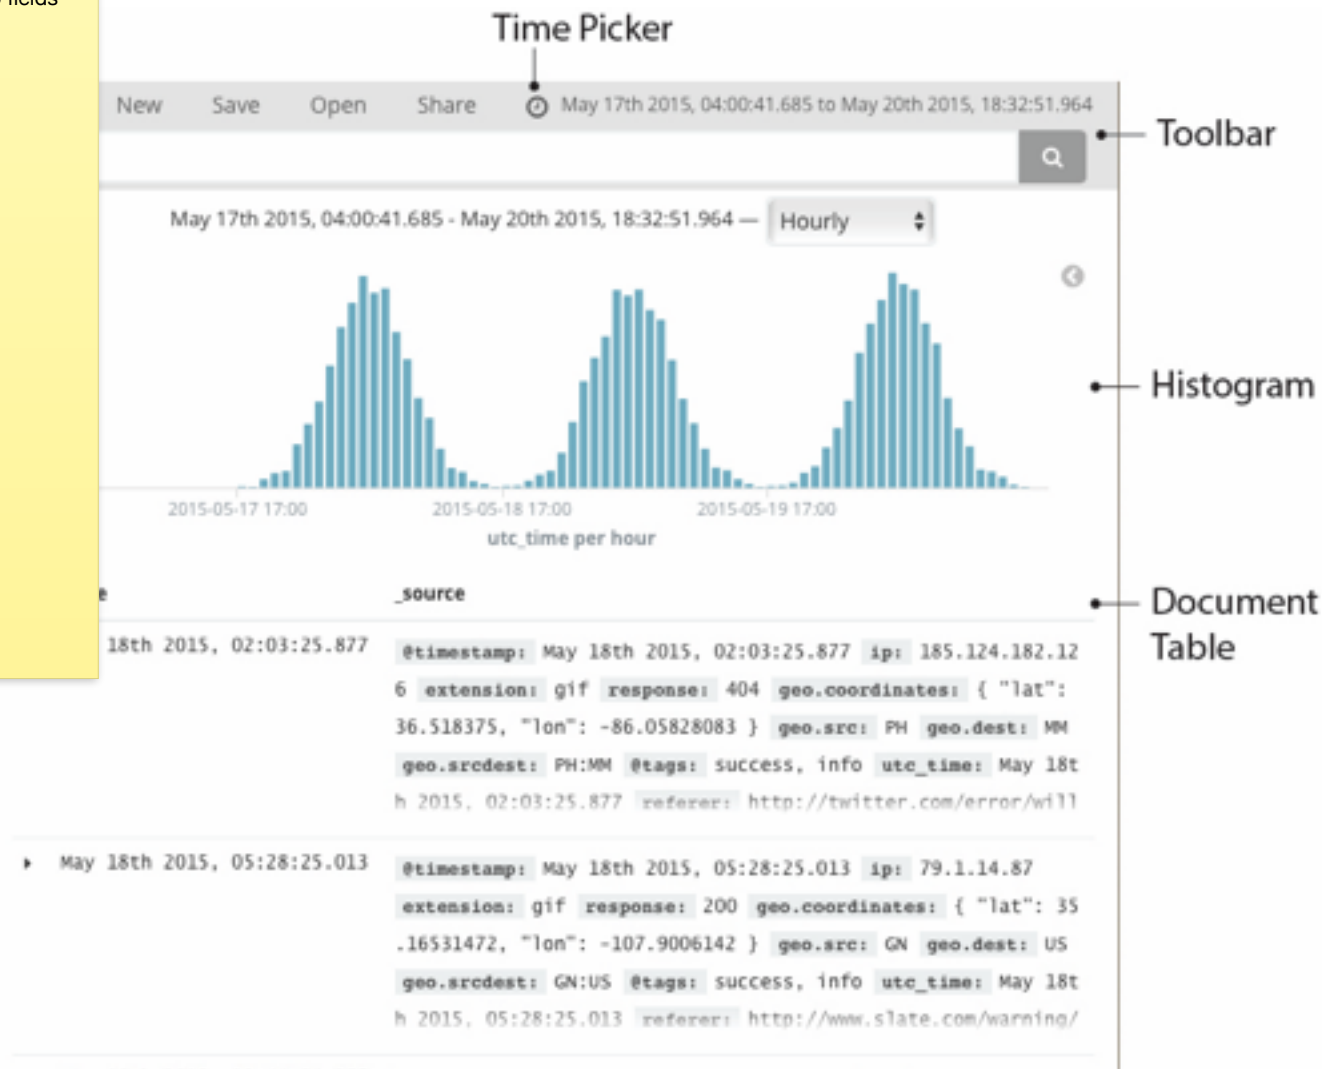 fields
Time Picker
New Save Open Share May 17th 2015, 04:00:41.685 to May 20th 2015, 18:32:51.964
Toolbar
May 17th 2015, 04:00:41.685 - May 20th 2015, 18:32:51.964 — Hourly
Histogram
2015-05-17 17:00 2015-05-18 17:00 2015-05-19 17:00
utc_time per hour
_source
Document
Table
18th 2015, 02:03:25.877
@timestamp: May 18th 2015, 02:03:25.877 ip: 185.124.182.12
6 extension: gif response: 404 geo.coordinates: { "lat":
36.518375, "lon": -86.05828083 } geo.src: PH geo.dest: MM
geo.srcdest: PH:MM @tags: success, info utc_time: May 18t
h 2015, 02:03:25.877 referer: http://twitter.com/error/will
May 18th 2015, 05:28:25.013
@timestamp: May 18th 2015, 05:28:25.013 ip: 79.1.14.87
extension: gif response: 200 geo.coordinates: { "lat": 35
.16531472, "lon": -107.9006142 } geo.src: GN geo.dest: US
geo.srcdest: GN:US @tags: success, info utc_time: May 18t
h 2015, 05:28:25.013 referer: http://www.slate.com/warning/